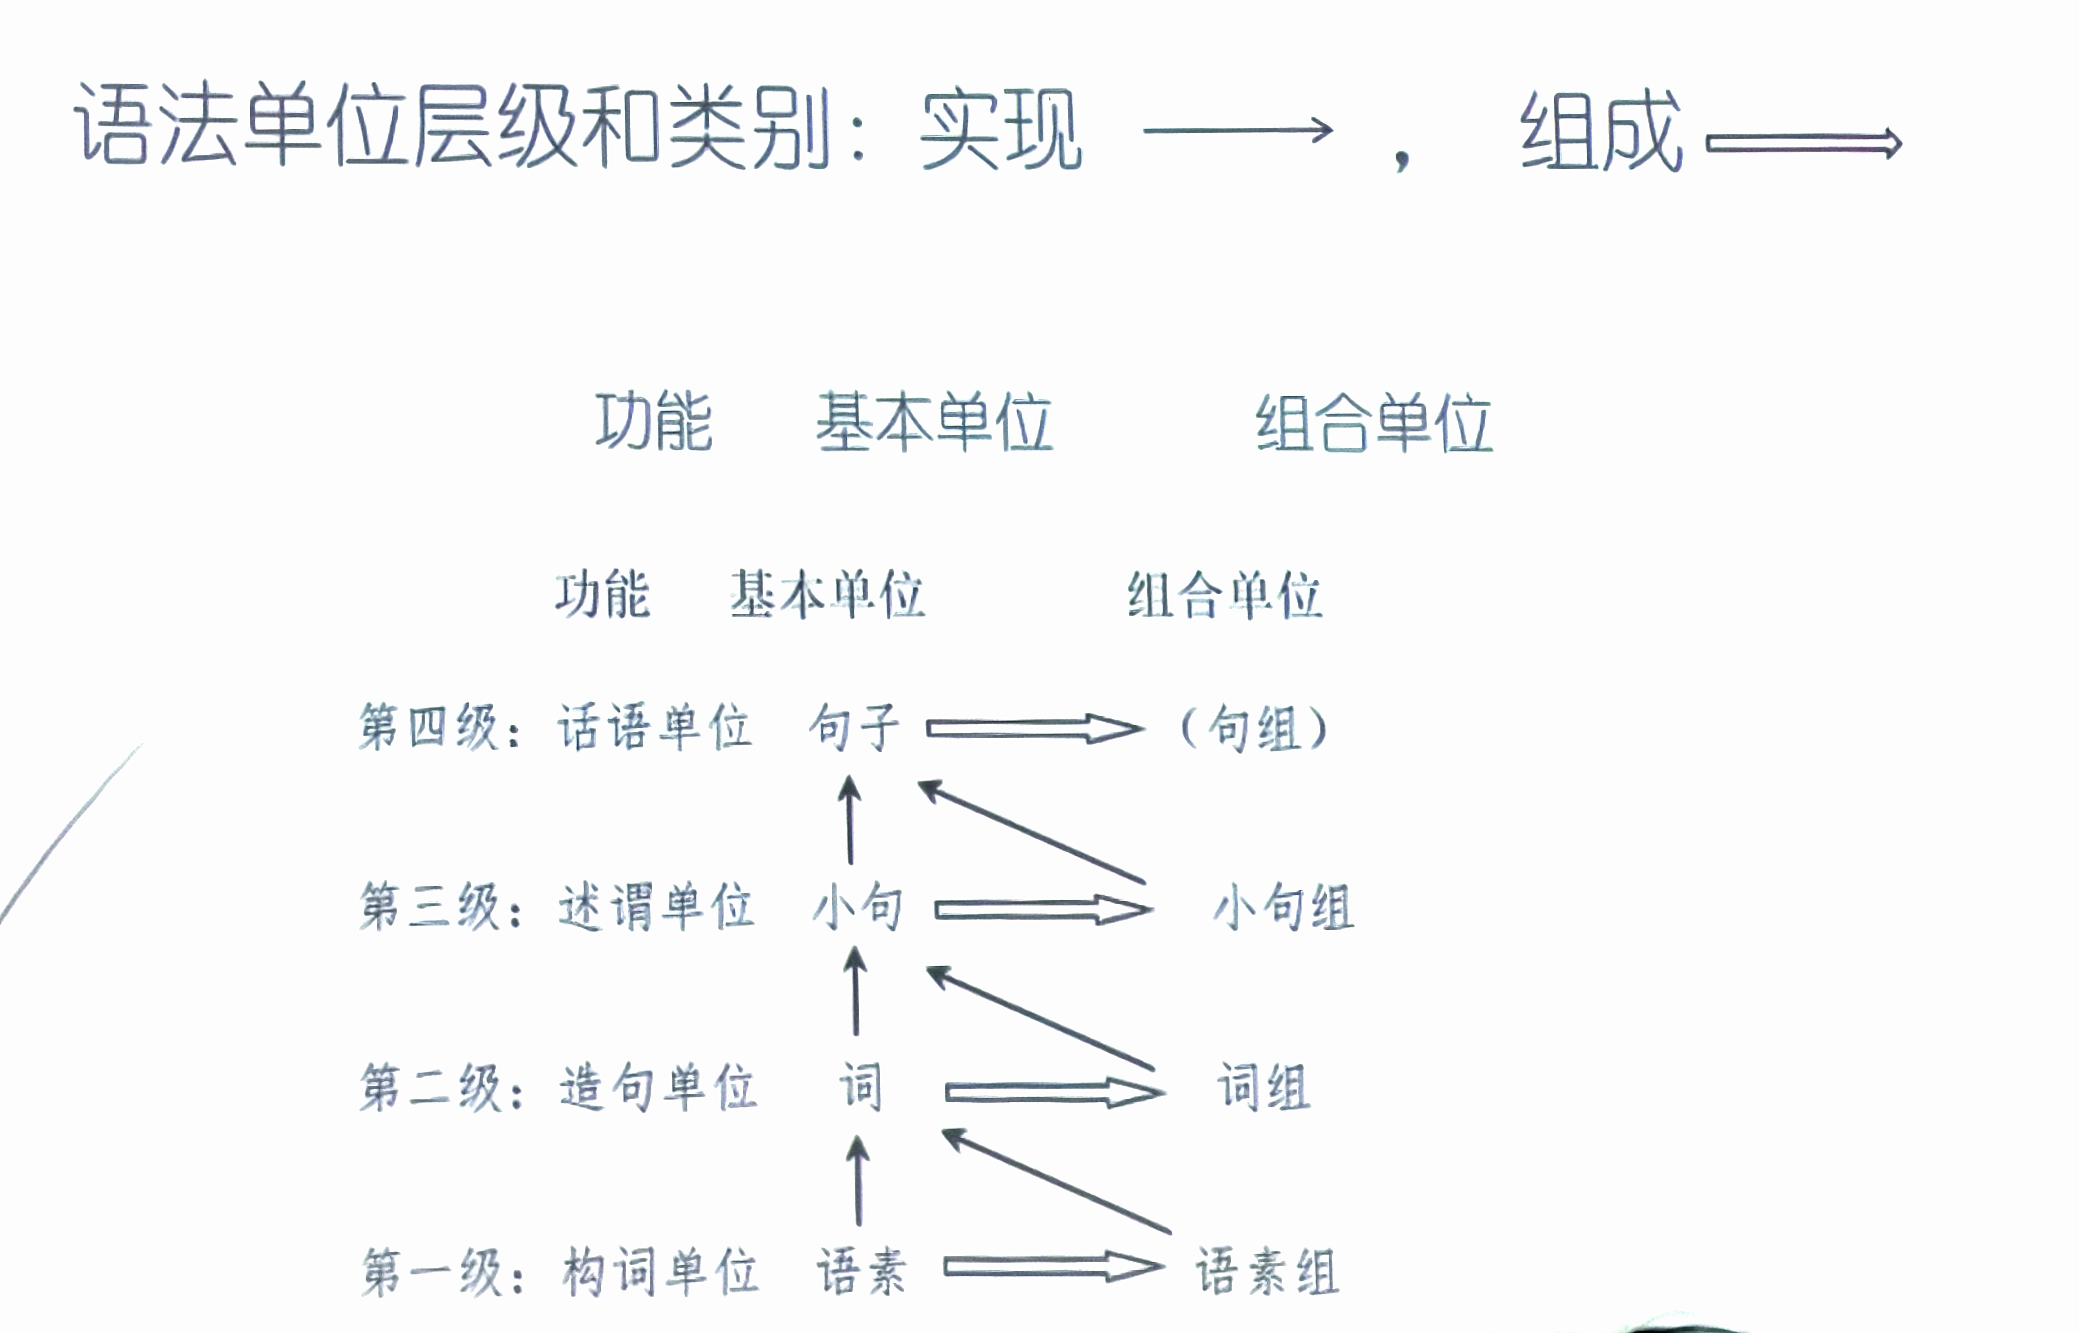 语法单位层级和类别：实现 ，组成
功能 基本单位 组合单位
功能 基本单位 组合单位
第四级：话语单位 句子 （句组）
第三级：述谓单位 小句 小句组
第二级：造句单位 词 词组
第一级：构词单位 语素 语素组